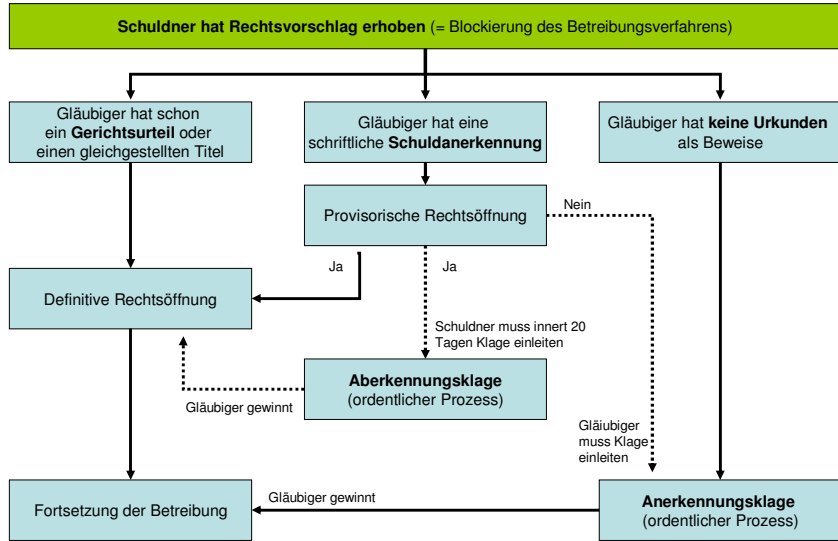 Schuldner hat Rechtsvorschlag erhoben (= Blockierung des Betreibungsverfahrens)
Gläubiger hat schon
ein Gerichtsurteil oder
einen gleichgestellten Titel
Gläubiger hat eine
schriftliche Schuldanerkennung
Gläubiger hat keine Urkunden
als Beweise
Provisorische Rechtsöffnung
Nein
Ja
Ja
Definitive Rechtsöffnung
Schuldner muss innert 20
Tagen Klage einleiten
Aberkennungsklage
(ordentlicher Prozess)
Gläubiger gewinnt
Gläiubiger
muss Klage
einleiten
Fortsetzung der Betreibung
Gläubiger gewinnt
Anerkennungsklage
(ordentlicher Prozess)